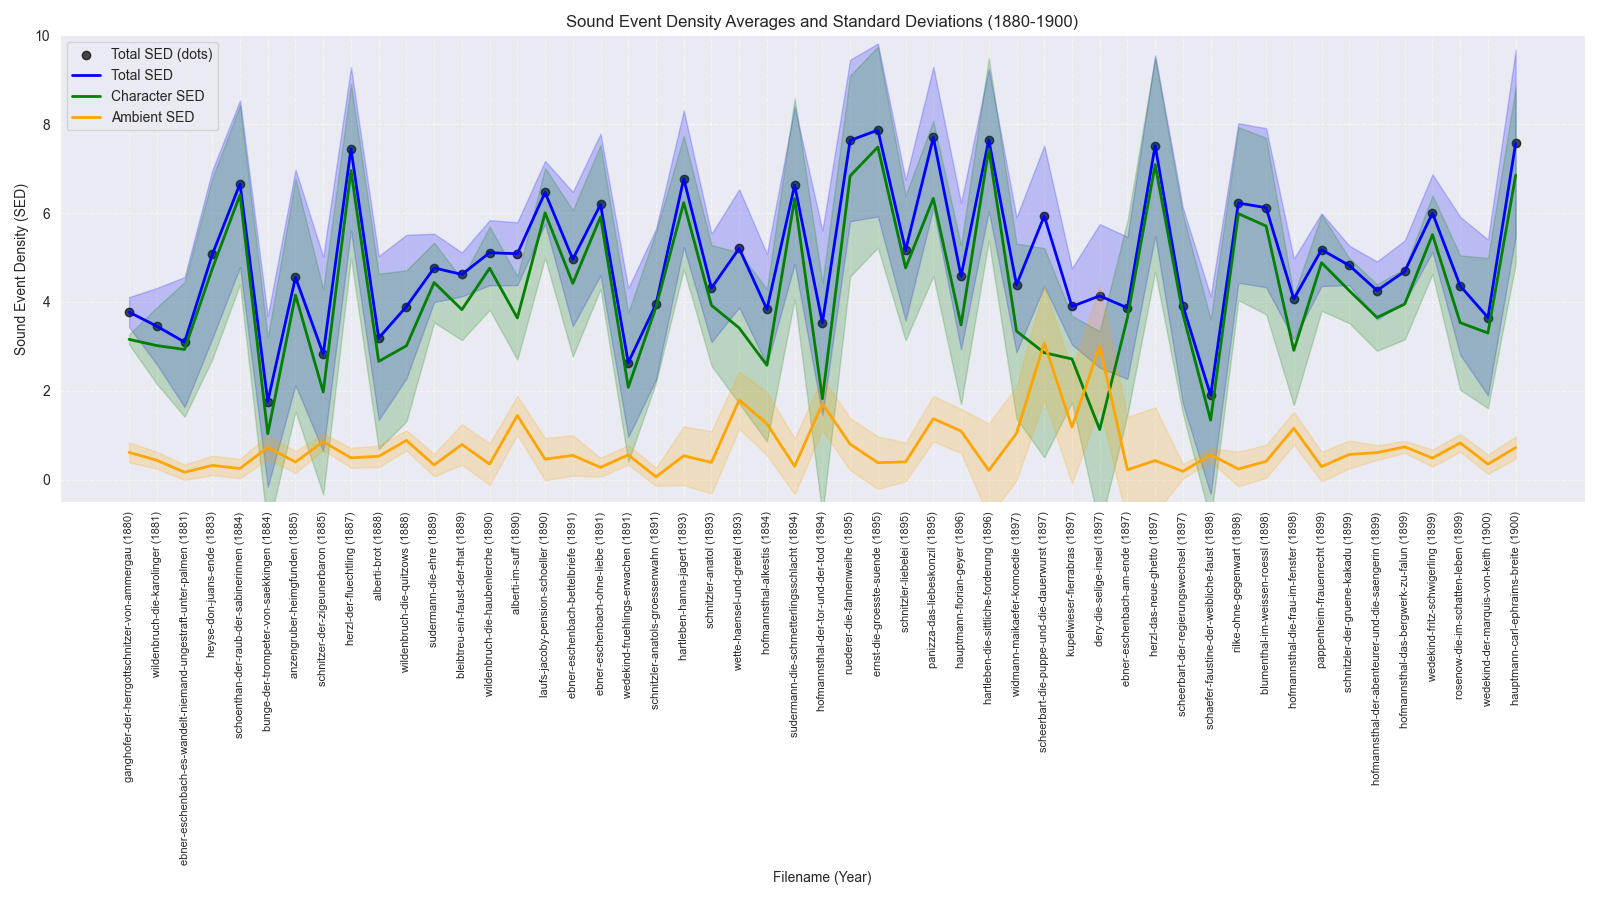 Sound Event Density Averages and Standard Deviations (1880-1900)
Total SED (dots)
Total SED
Character SED
Ambient SED
Sound Event Density (SED)
10
8
6
4
2
0
ganghofer-der-herrgottschnitzer-von-ammergau (1880)
wildenbruch-die-karolinger (1881)
ebner-eschenbach-es-wandelt-niemand-ungestraft-unter-palmen (1881)
heyse-don-juans-ende (1883)
schoenthan-der-raub-der-sabinerinnen (1884)
bunge-der-trompeter-von-saekkingen (1884)
anzengruber-heimgfunden (1885)
schnitzer-der-zigeunerbaron (1885)
herzl-der-fluechtling (1887)
alberti-brot (1888)
wildenbruch-die-quitzows (1888)
sudermann-die-ehre (1889)
bleibtreu-ein-faust-der-that (1889)
wildenbruch-die-haubenlerche (1890)
alberti-im-suff (1890)
laufs-jacoby-pension-schoeller (1890)
ebner-eschenbach-bettelbriefe (1891)
ebner-eschenbach-ohne-liebe (1891)
wedekind-fruehlings-erwachen (1891)
schnitzler-anatols-groessenwahn (1891)
hartleben-hanna-jagert (1893)
schnitzler-anatol (1893)
wette-haensel-und-gretel (1893)
hofmannsthal-alkestis (1894)
sudermann-die-schmetterlingsschlacht (1894)
hofmannsthal-der-tor-und-der-tod (1894)
ruederer-die-fahnenweihe (1895)
ernst-die-groesste-suende (1895)
schnitzler-liebelei (1895)
panizza-das-liebeskonzil (1895)
hauptmann-florian-geyer (1896)
hartleben-die-sittliche-forderung (1896)
widmann-maikaefer-komoedie (1897)
scheerbart-die-puppe-und-die-dauerwurst (1897)
kupelwieser-fierrabras (1897)
dery-die-selige-insel (1897)
ebner-eschenbach-am-ende (1897)
herzl-das-neue-ghetto (1897)
scheerbart-der-regierungswechsel (1897)
schaefer-faustine-der-weibliche-faust (1898)
rilke-ohne-gegenwart (1898)
blumenthal-im-weissen-roessl (1898)
hofmannsthal-die-frau-im-fenster (1898)
pappenheim-frauenrecht (1899)
schnitzler-der-gruene-kakadu (1899)
hofmannsthal-der-abenteurer-und-die-saengerin (1899)
hofmannsthal-das-bergwerk-zu-falun (1899)
wedekind-fritz-schwigerling (1899)
rosenow-die-im-schatten-leben (1899)
wedekind-der-marquis-von-keith (1900)
hauptmann-carl-ephraims-breite (1900)
Filename (Year)